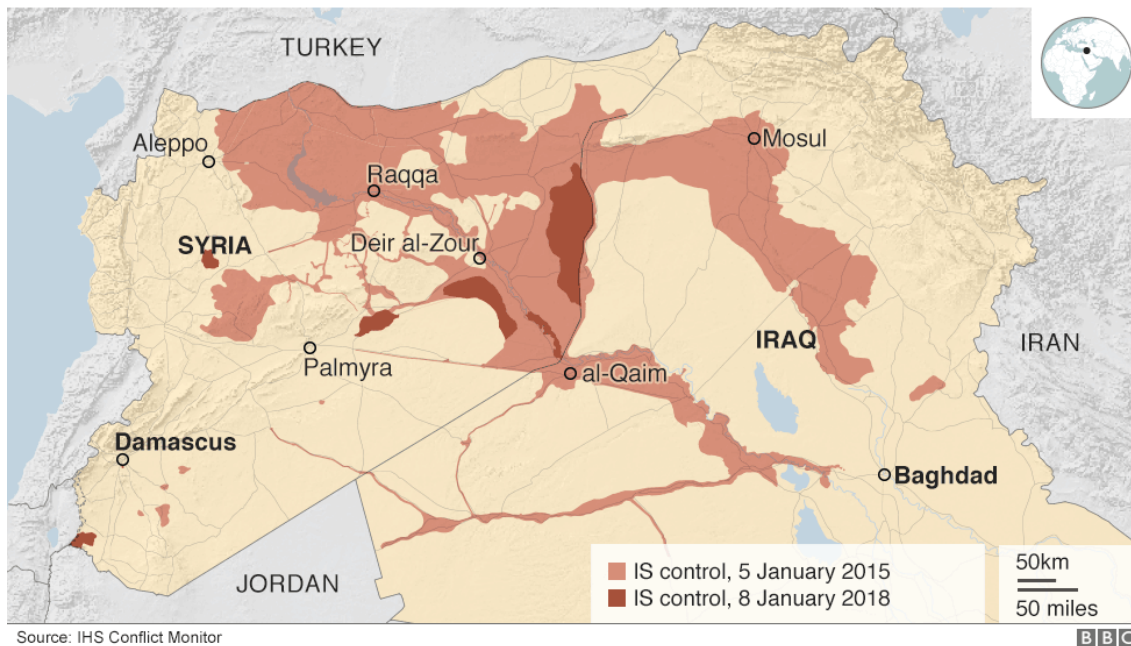 TURKEY
Aleppo
Mosul
Raqqa
SYRIA
Deir al-Zour
IRAQ
IRAN
Palmyra
al-Qaim
Damascus
Baghdad
JORDAN
IS control, 5 January 2015
IS control, 8 January 2018
50km
50 miles
Source: IHS Conflict Monitor
BBC